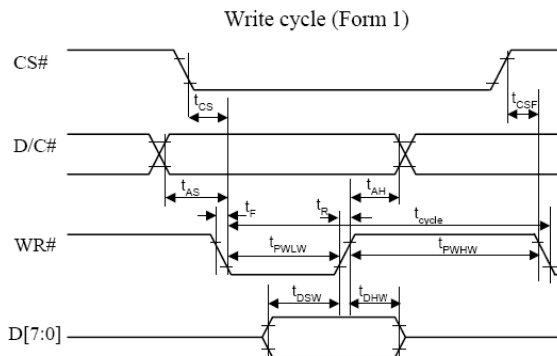 Write cycle (Form 1)
CS#
tCS
tCSF
D/C#
tAS
tAH
tF
tR
tcycle
WR#
tPWLW
tPWHW
tDSW
tDHW
D[7:0]